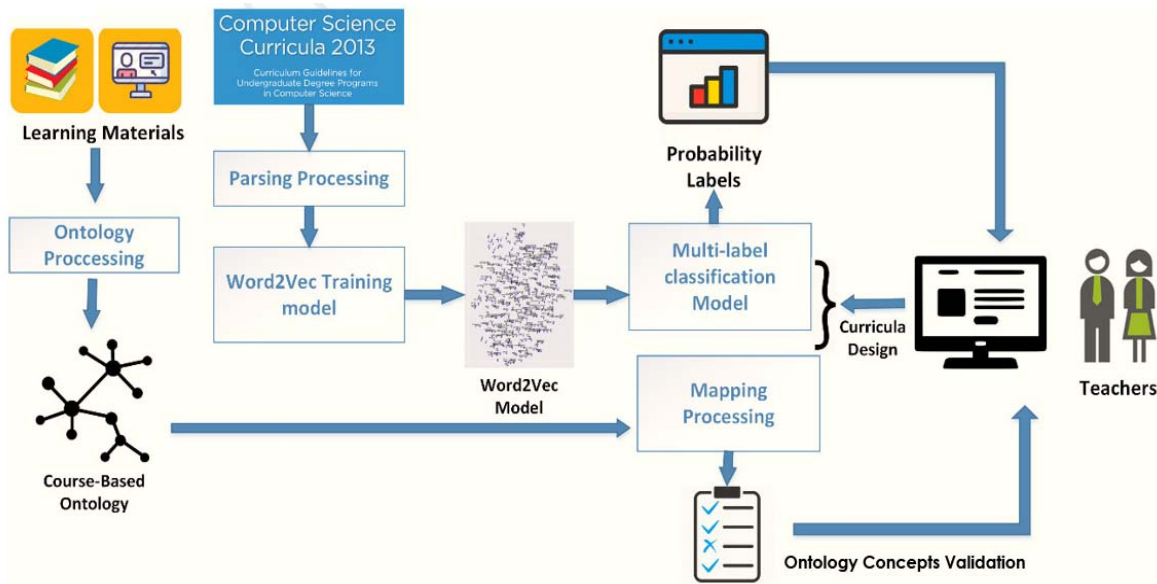 Computer Science
Curricula 2013
Curriculum Guidelines for
Undergraduate Degree Programs
in Computer Science
Learning Materials
Parsing Processing
Probability
Labels
Ontology
Proccessing
Word2Vec Training
model
Multi-label
classification
Model
Curricula
Design
Word2Vec
Model
Mapping
Processing
Teachers
Course-Based
Ontology
Ontology Concepts Validation